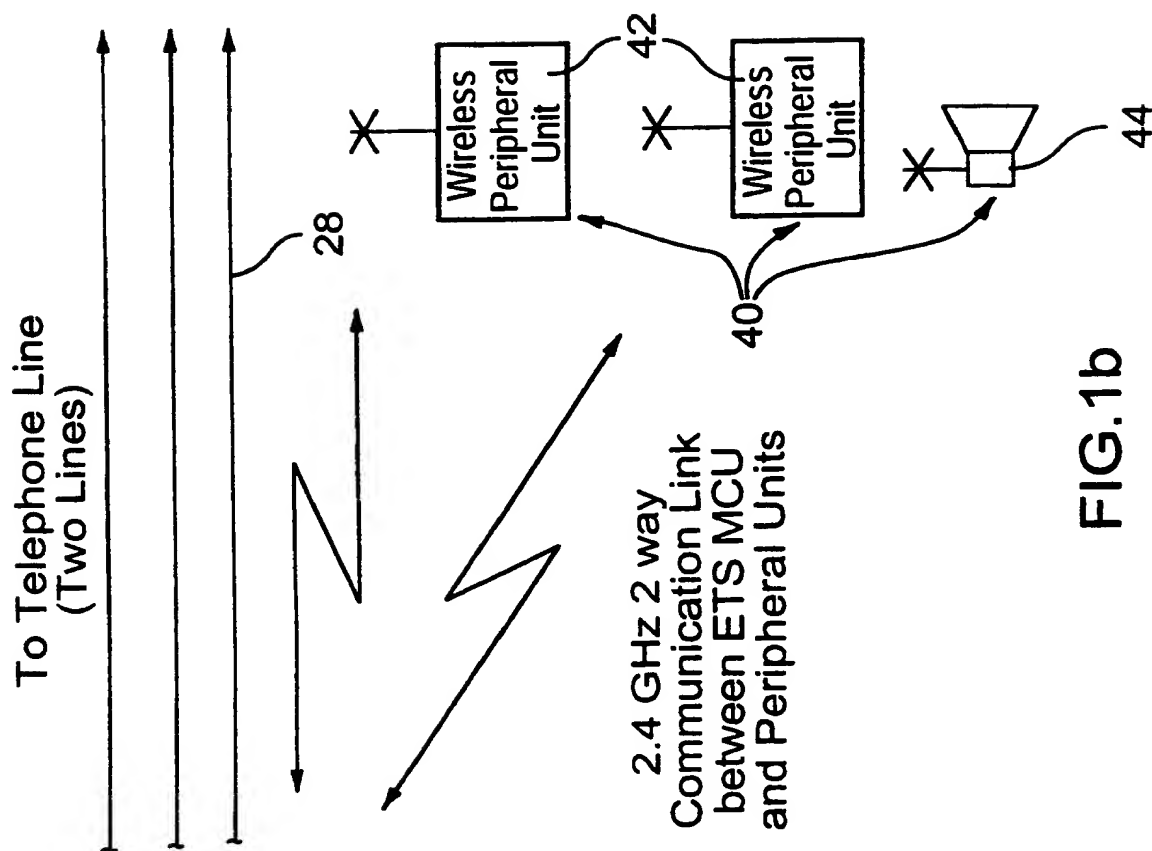 To Telephone Line
(Two Lines)
28
Wireless
Peripheral
Unit
42
Wireless
Peripheral
Unit
40
44
2.4 GHz 2 way
Communication Link
between ETS MCU
and Peripheral Units
FIG.1b